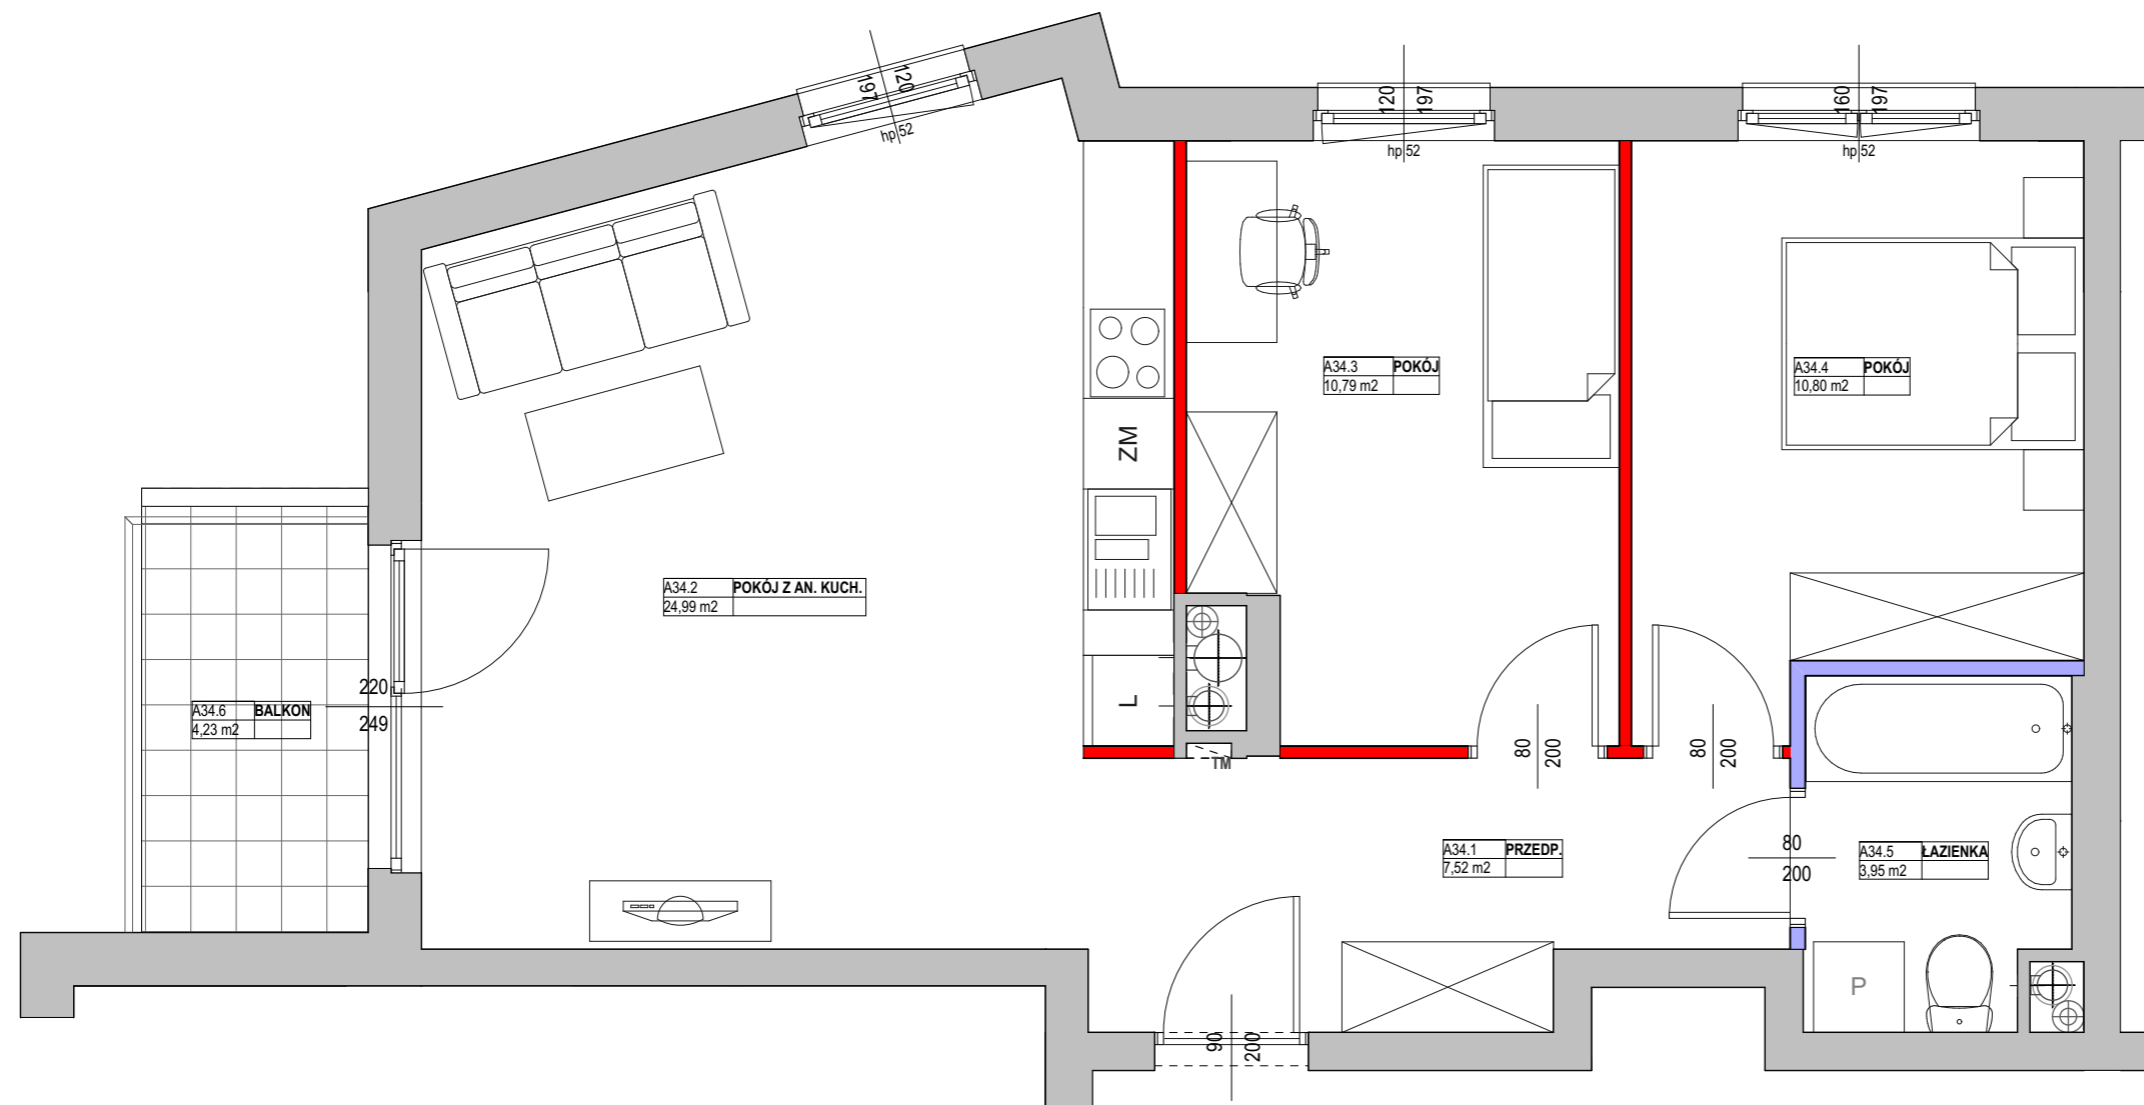 120
197
hp 52
120
197
hp 52
160
197
hp 52
A34.3 POKÓJ
10,79 m2
A34.4 POKÓJ
10,80 m2
ZM
A34.2 POKÓJ Z AN. KUCH.
24,99 m2
L
220
249
A34.6 BALKON
4,23 m2
TM
80
200
80
200
A34.1 PRZEDP.
7,52 m2
80
200
A34.5 ŁAZIENKA
3,95 m2
P
90
200